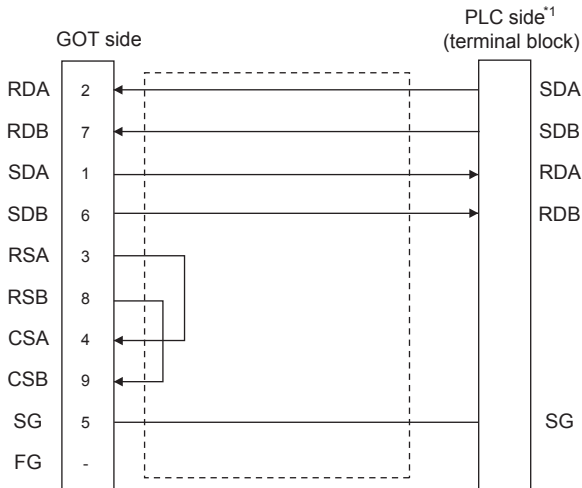 GOT side
PLC side*1
(terminal block)
RDA 2 SDA
RDB 7 SDB
SDA 1 RDA
SDB 6 RDB
RSA 3
RSB 8
CSA 4
CSB 9
SG 5 SG
FG -